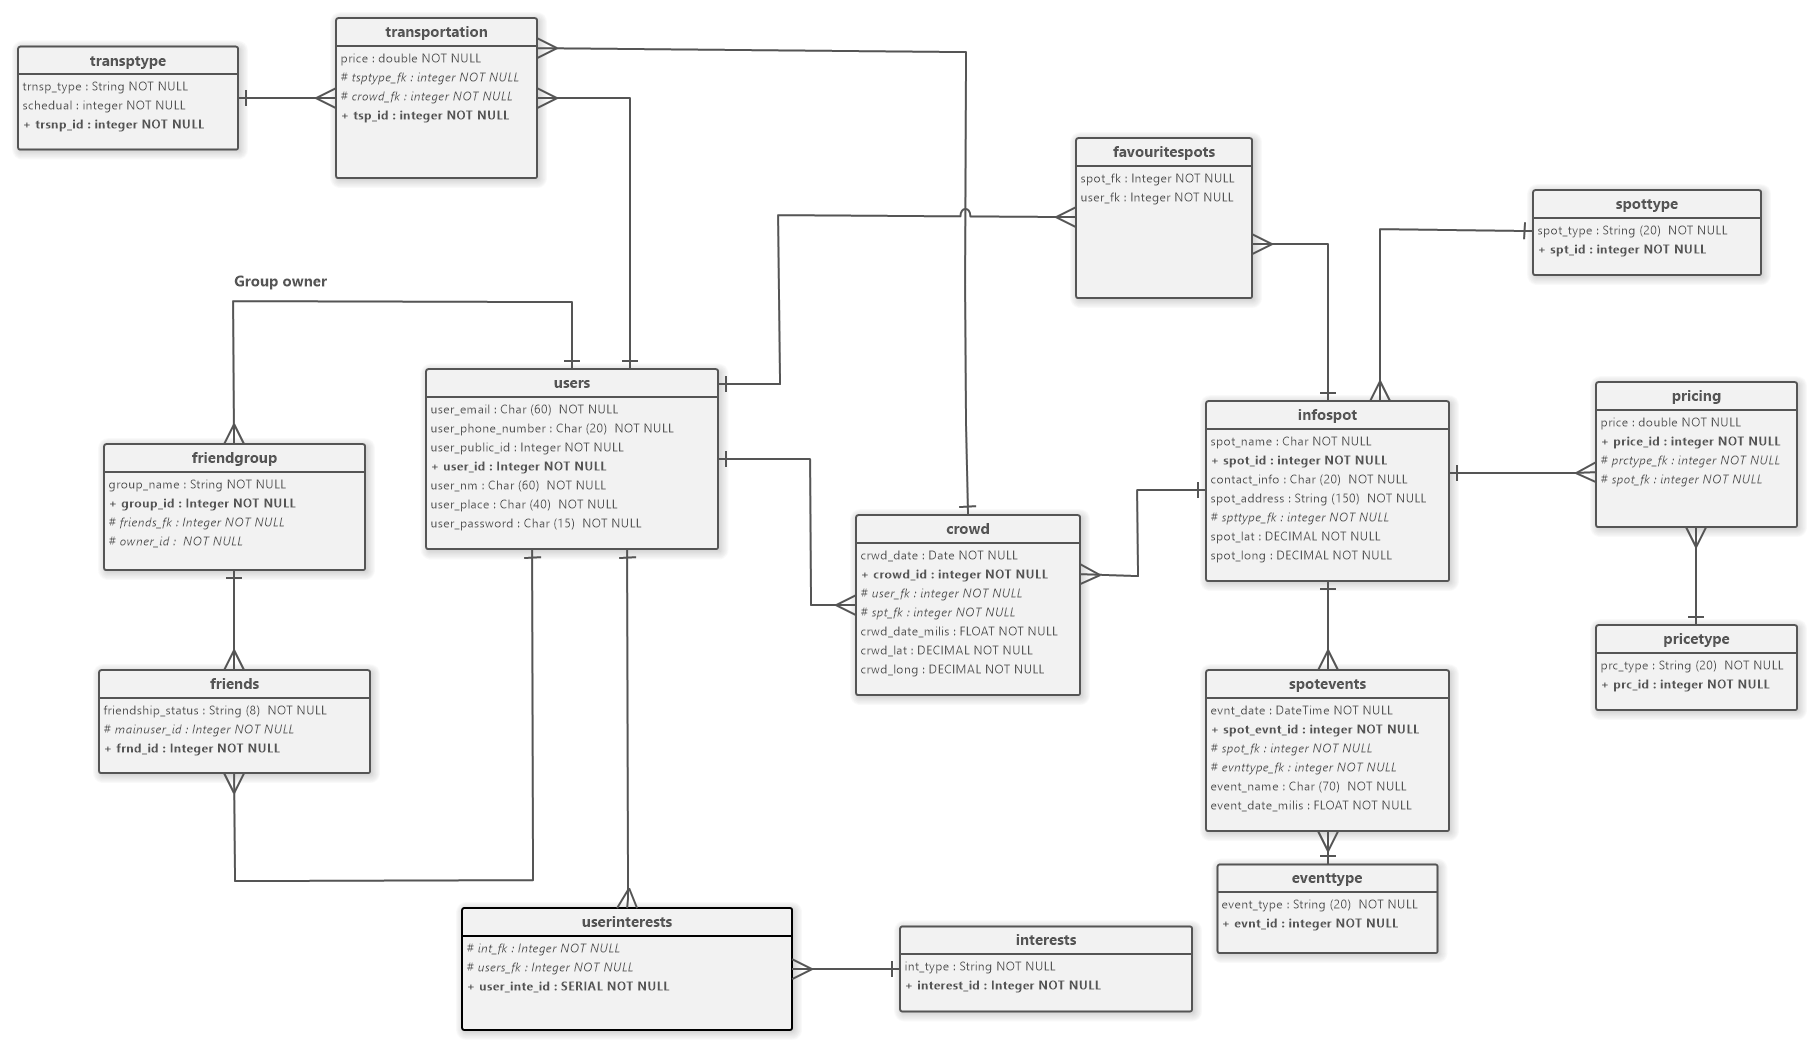 transptype
trnsp_type : String NOT NULL
schedual : integer NOT NULL
+ trsnp_id : integer NOT NULL
transportation
price : double NOT NULL
# tsptype_fk : integer NOT NULL
# crowd_fk : integer NOT NULL
+ tsp_id : integer NOT NULL
favouritespots
spot_fk : Integer NOT NULL
user_fk : Integer NOT NULL
spottype
spot_type : String (20)  NOT NULL
+ spt_id : integer NOT NULL
Group owner
users
user_email : Char (60)  NOT NULL
user_phone_number : Char (20)  NOT NULL
user_public_id : Integer NOT NULL
+ user_id : Integer NOT NULL
user_nm : Char (60)  NOT NULL
user_place : Char (40)  NOT NULL
user_password : Char (15)  NOT NULL
friendgroup
group_name : String NOT NULL
+ group_id : Integer NOT NULL
# friends_fk : Integer NOT NULL
# owner_id :  NOT NULL
infospot
spot_name : Char NOT NULL
+ spot_id : integer NOT NULL
contact_info : Char (20)  NOT NULL
spot_address : String (150)  NOT NULL
# spttype_fk : integer NOT NULL
spot_lat : DECIMAL NOT NULL
spot_long : DECIMAL NOT NULL
pricing
price : double NOT NULL
+ price_id : integer NOT NULL
# prctype_fk : integer NOT NULL
# spot_fk : integer NOT NULL
crowd
crwd_date : Date NOT NULL
+ crowd_id : integer NOT NULL
# user_fk : integer NOT NULL
# spt_fk : integer NOT NULL
crwd_date_milis : FLOAT NOT NULL
crwd_lat : DECIMAL NOT NULL
crwd_long : DECIMAL NOT NULL
pricetype
prc_type : String (20)  NOT NULL
+ prc_id : integer NOT NULL
friends
friendship_status : String (8)  NOT NULL
# mainuser_id : Integer NOT NULL
+ frnd_id : Integer NOT NULL
spotevents
evnt_date : DateTime NOT NULL
+ spot_evnt_id : integer NOT NULL
# spot_fk : integer NOT NULL
# evnttype_fk : integer NOT NULL
event_name : Char (70)  NOT NULL
event_date_milis : FLOAT NOT NULL
eventtype
event_type : String (20)  NOT NULL
+ evnt_id : integer NOT NULL
userinterests
# int_fk : Integer NOT NULL
# users_fk : Integer NOT NULL
+ user_inte_id : SERIAL NOT NULL
interests
int_type : String NOT NULL
+ interest_id : Integer NOT NULL